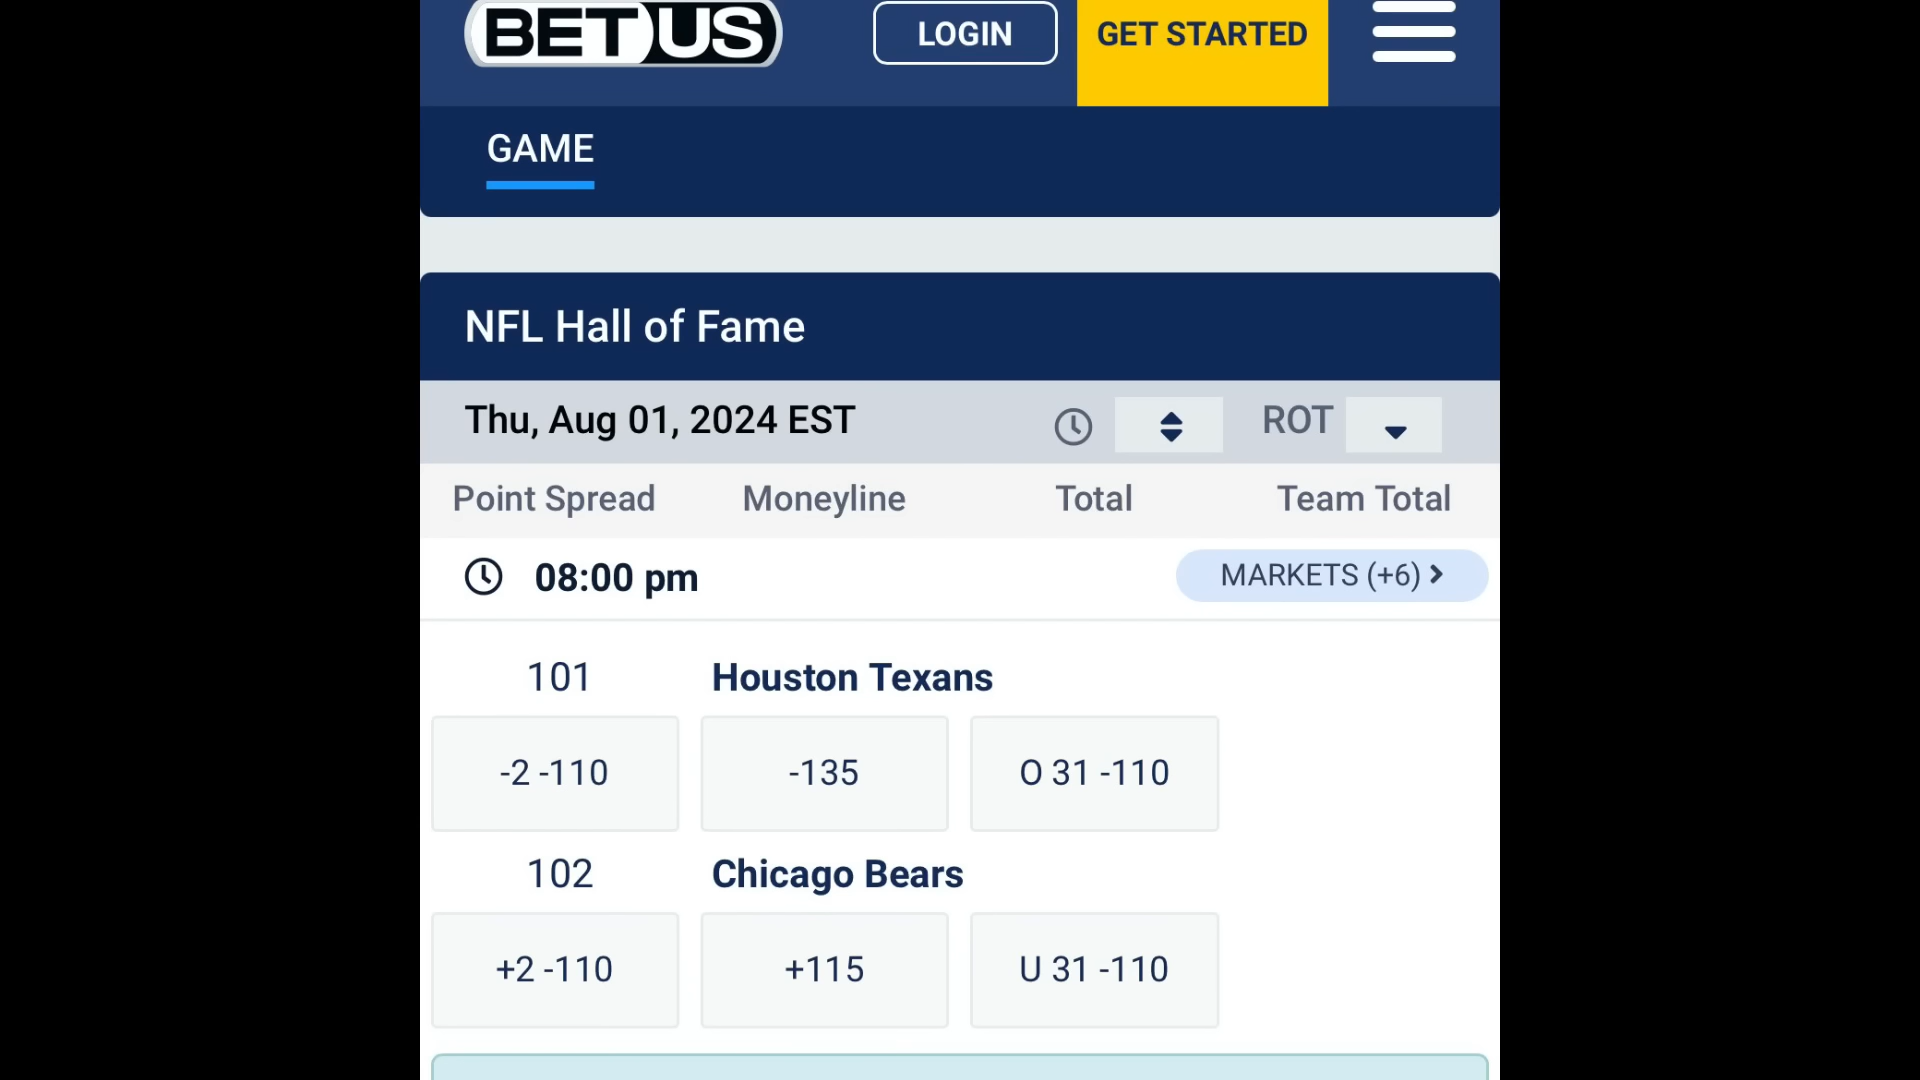 BETUS
LOGIN
GET STARTED
GAME
NFL Hall of Fame
Thu, Aug 01, 2024 EST
ROT
Point Spread Moneyline Total Team Total
08:00 pm
MARKETS (+6)
101 Houston Texans
-2 -110 -135 O 31 -110
102 Chicago Bears
+2 -110 +115 U 31 -110